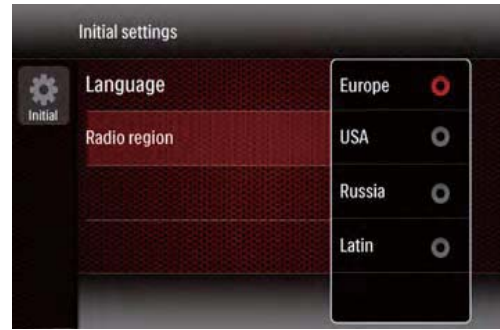 Initial settings
Initial
Language
Radio region
Europe
USA
Russia
Latin